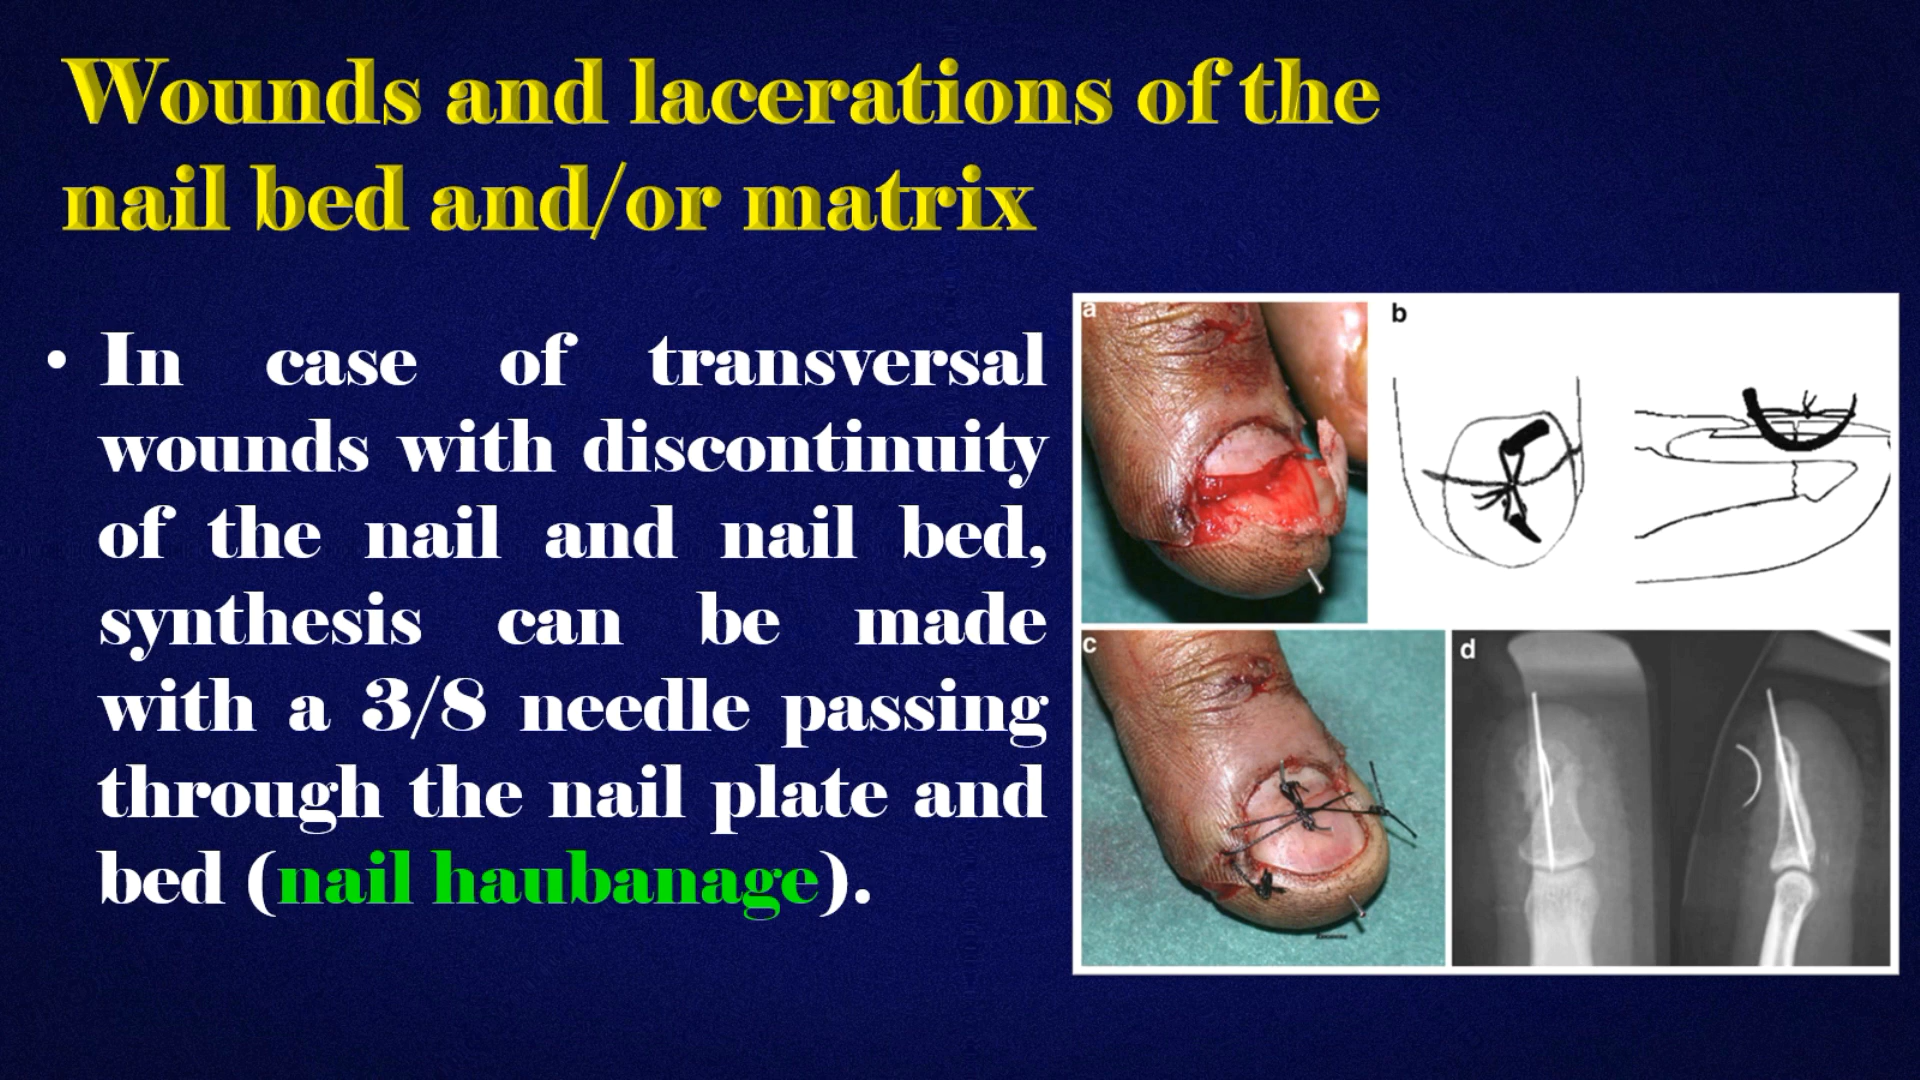 Wounds and lacerations of the
nail bed and/or matrix
• In case of transversal
wounds with discontinuity
of the nail and nail bed,
synthesis can be made
with a 3/8 needle passing
through the nail plate and
bed (nail haubanage).
a
b
c
d